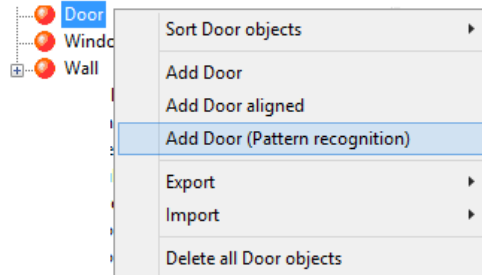 Door
Sort Door objects
Wall
Add Door
Add Door aligned
Add Door (Pattern recognition)
Export
Import
Delete all Door objects